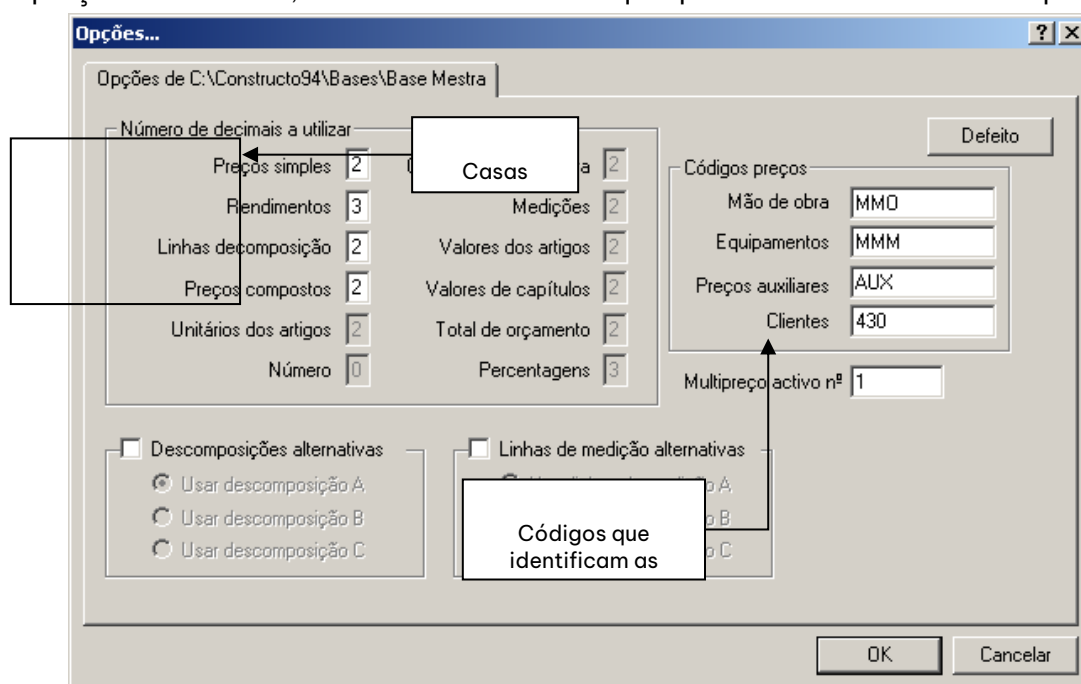 Opções...
Opções de C:\Constructo94\Bases\Base Mestra
Número de decimais a utilizar
Preços simples 2
Rendimentos 3
Linhas decomposição 2
Preços compostos 2
Unitários dos artigos 2
Número 0
Casas
a 2
Medições 2
Valores dos artigos 2
Valores de capítulos 2
Total de orçamento 2
Percentagens 3
Defeito
Códigos preços
Mão de obra MMO
Equipamentos MMM
Preços auxiliares AUX
Clientes 430
Multipreço activo nº 1
Descomposições alternativas
Usar descomposição A
Usar descomposição B
Usar descomposição C
Linhas de medição alternativas
o A
o B
o C
Códigos que
identificam as
OK Cancelar